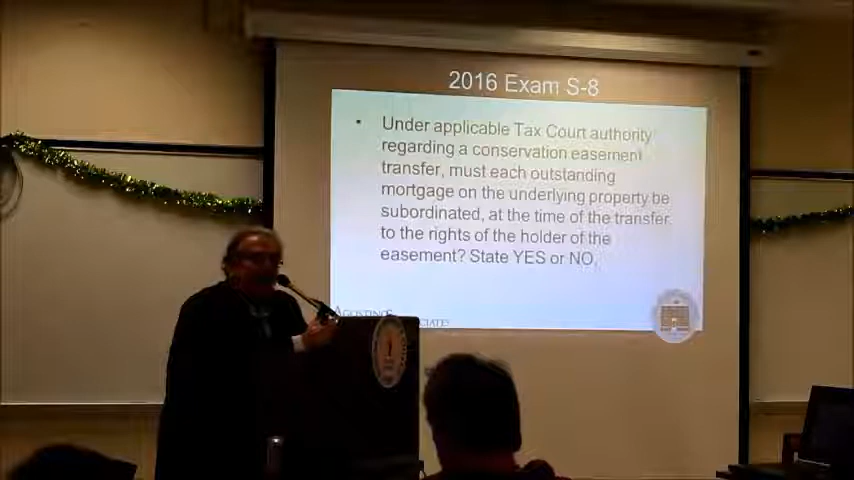 2016 Exam S-8
• Under applicable Tax Court authority
regarding a conservation easement
transfer, must each outstanding
mortgage on the underlying property be
subordinated, at the time of the transfer
to the rights of the holder of the
easement? State YES or NO.